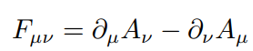 F_{μν} = ∂_μ A_ν − ∂_ν A_μ